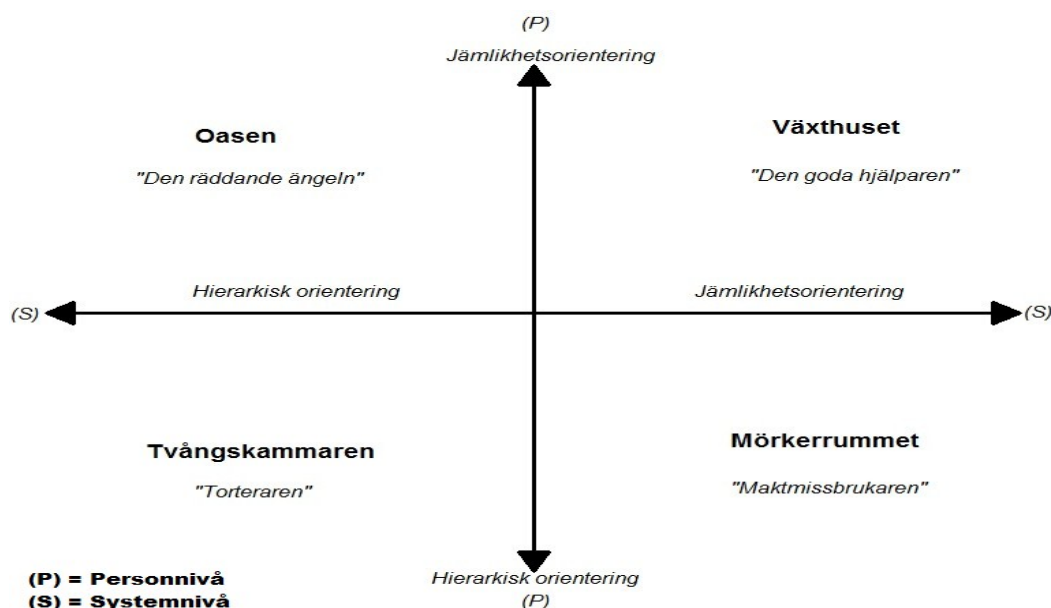 (P)
Jämlikhetsorientering
Oasen
"Den räddande ängeln"
Växthuset
"Den goda hjälparen"
Hierarkisk orientering
Jämlikhetsorientering
(S)
(S)
Tvångskammaren
"Torteraren"
Mörkerrummet
"Maktmissbrukaren"
Hierarkisk orientering
(P)
(P) = Personnivå
(S) = Systemnivå